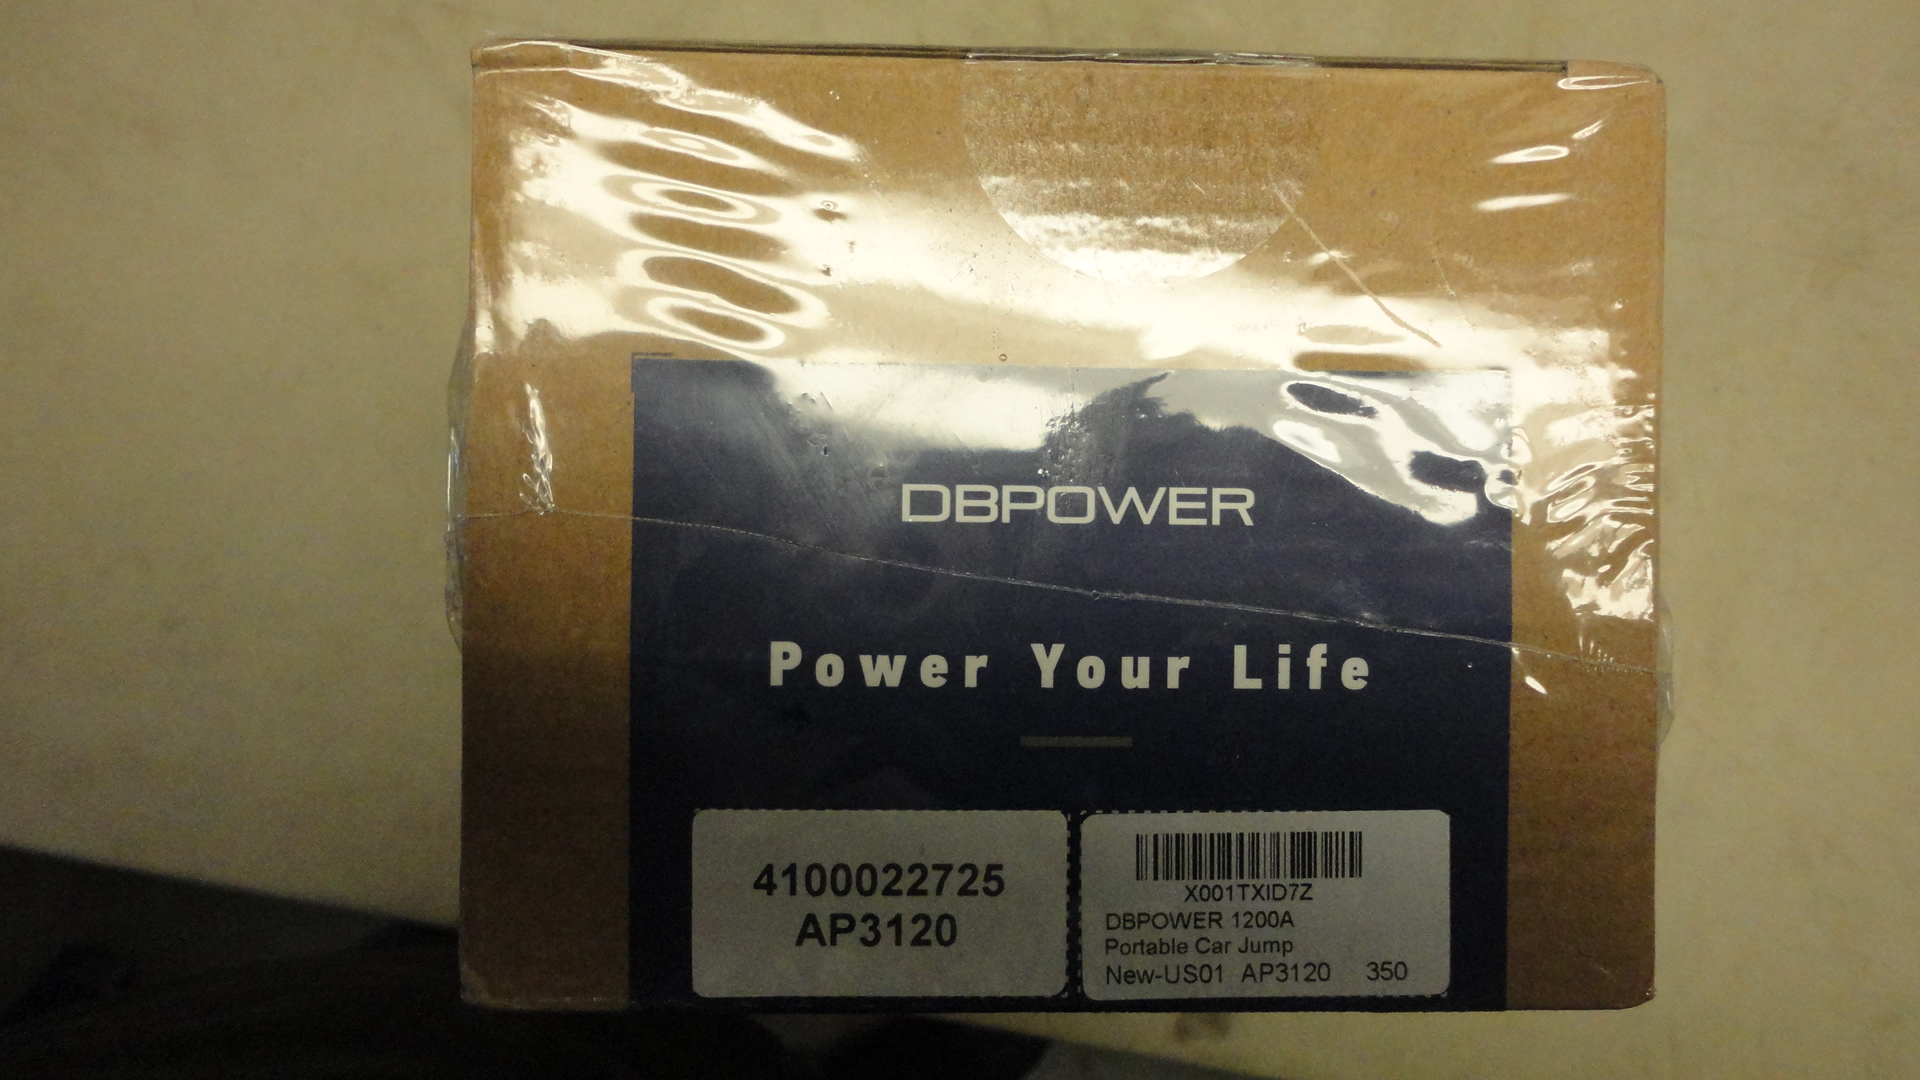 DBPOWER
Power Your Life
4100022725
AP3120
X001TXID7Z
DBPOWER 1200A
Portable Car Jump
New-US01 AP3120 350